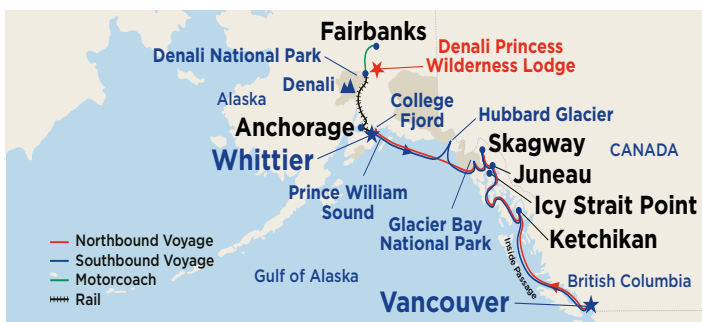 Fairbanks
Denali National Park
Denali Princess
Wilderness Lodge
Denali
Alaska
College
Fjord
Hubbard Glacier
Anchorage
Skagway
CANADA
Whittier
Juneau
Prince William
Sound
Icy Strait Point
Glacier Bay
National Park
Ketchikan
Northbound Voyage
Southbound Voyage
Motorcoach
Rail
Gulf of Alaska
Inside Passage
British Columbia
Vancouver